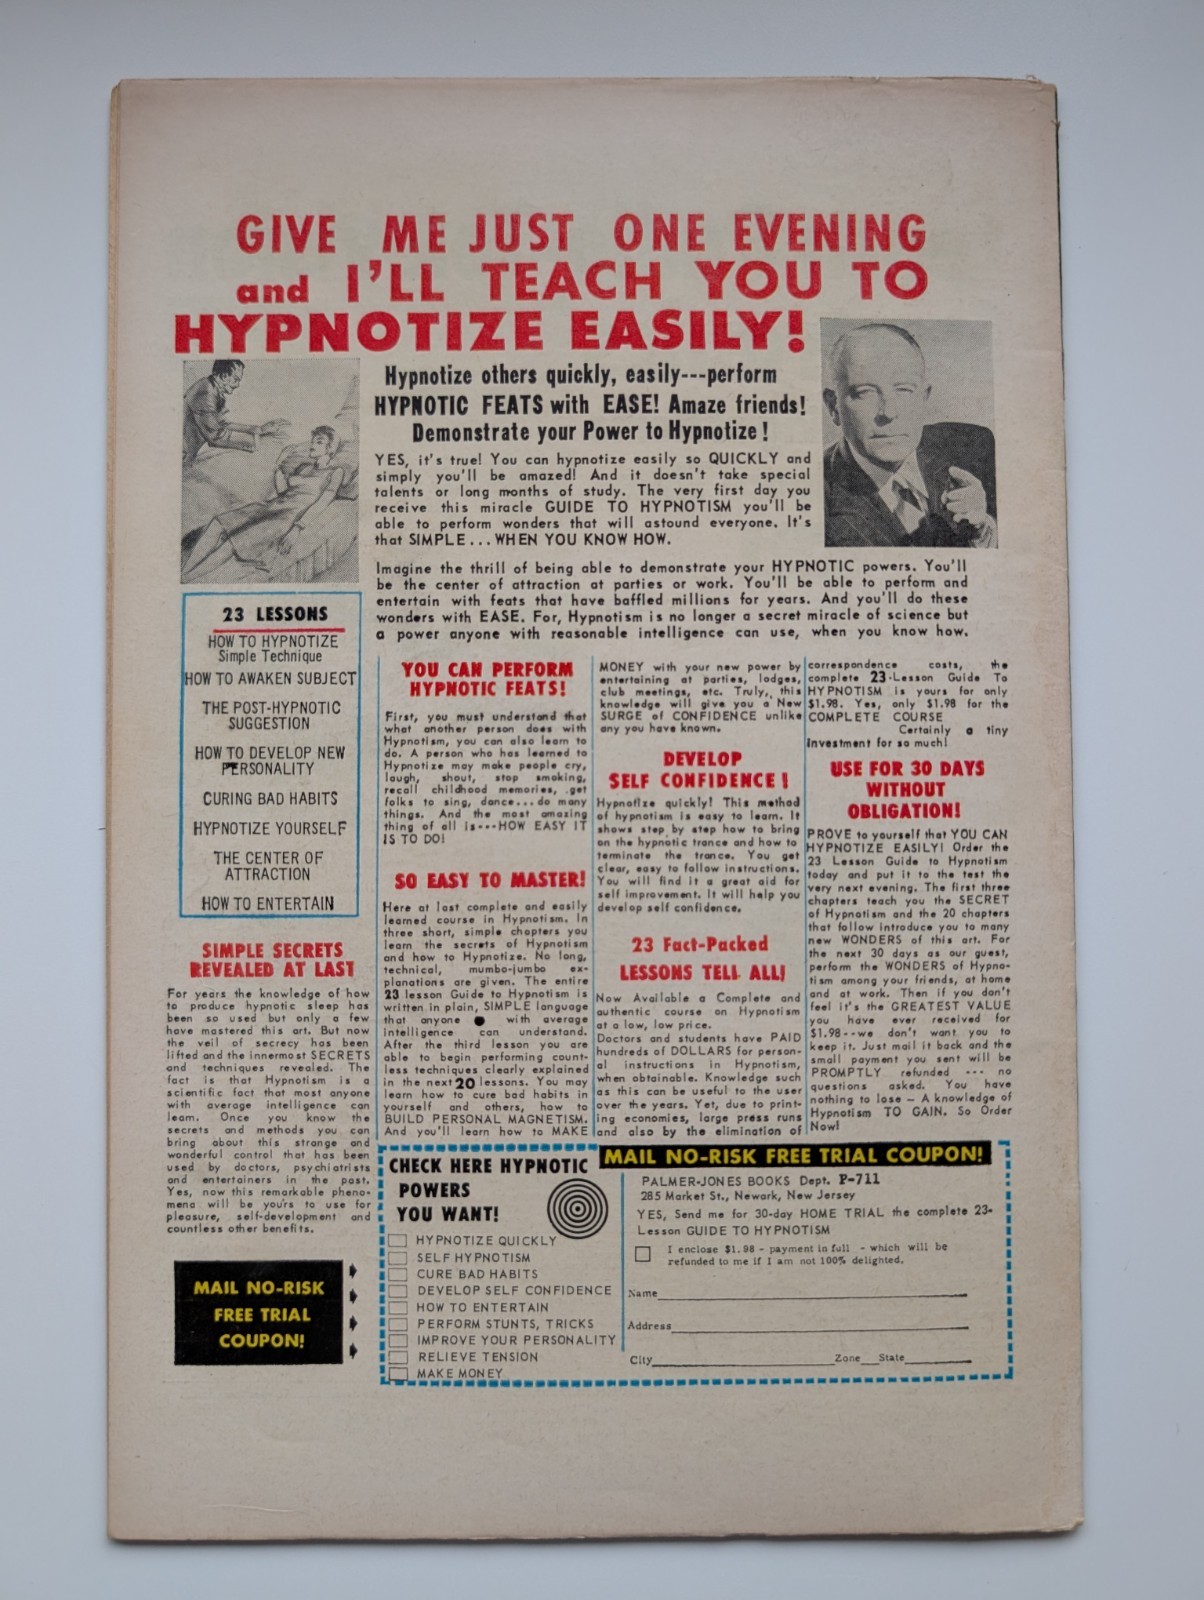 GIVE ME JUST ONE EVENING
and I'LL TEACH YOU TO
HYPNOTIZE EASILY!
Hypnotize others quickly, easily---perform
HYPNOTIC FEATS with EASE! Amaze friends!
Demonstrate your Power to Hypnotize!
YES, it's true! You can hypnotize easily so QUICKLY and
simply you'll be amazed! And it doesn't take special
talents or long months of study. The very first day you
receive this miracle GUIDE TO HYPNOTISM you'll be
able to perform wonders that will astound everyone. It's
that SIMPLE...WHEN YOU KNOW HOW.
Imagine the thrill of being able to demonstrate your HYPNOTIC powers. You'll
be the center of attraction at parties or work. You'll be able to perform and
entertain with feats that have baffled millions for years. And you'll do these
wonders with EASE. For, Hypnotism is no longer a secret miracle of science but
a power anyone with reasonable intelligence can use, when you know how.
23 LESSONS
HOW TO HYPNOTIZE
Simple Technique
HOW TO AWAKEN SUBJECT
THE POST-HYPNOTIC
SUGGESTION
HOW TO DEVELOP NEW
PERSONALITY
CURING BAD HABITS
HYPNOTIZE YOURSELF
THE CENTER OF
ATTRACTION
HOW TO ENTERTAIN
SIMPLE SECRETS
REVEALED AT LAST
For years the knowledge of how
to produce hypnotic sleep has
been so used but only a few
have mastered this art. But now
the veil of secrecy has been
lifted and the innermost SECRETS
and techniques revealed. The
fact is that Hypnotism is a
scientific fact that most anyone
with average intelligence can
learn. Once you know the
secrets and methods you can
bring about this strange and
wonderful control that has been
used by doctors, psychiatrists
and entertainers in the past.
Yes, now this remarkable pheno-
mena will be yours to use for
pleasure, self-development and
countless other benefits.
MAIL NO-RISK
FREE TRIAL
COUPON!
YOU CAN PERFORM
HYPNOTIC FEATS!
First, you must understand that
what another person does with
Hypnotism, you can also learn to
do. A person who has learned to
Hypnotize may make people cry,
laugh, shout, stop smoking,
recall childhood memories, .get
folks to sing, dance...do many
things. And the most amazing
thing of all is---HOW EASY IT
IS TO DO!
SO EASY TO MASTER!
Here at last complete and easily
learned course in Hypnotism. In
three short, simple chapters you
learn the secrets of Hypnotism
and how to Hypnotize. No long,
technical, mumbo-jumbo ex-
planations are given. The entire
23 lesson Guide to Hypnotism is
written in plain, SIMPLE language
that anyone with average
intelligence can understand.
After the third lesson you are
able to begin performing count-
less techniques clearly explained
in the next 20 lessons. You may
learn how to cure bad habits in
yourself and others, how to
BUILD PERSONAL MAGNETISM.
And you'll learn how to MAKE
MONEY with your new power by
entertaining at parties, lodges,
club meetings, etc. Truly, this
knowledge will give you a New
SURGE of CONFIDENCE unlike
any you have known.
DEVELOP
SELF CONFIDENCE!
Hypnotize quickly! This method
of hypnotism is easy to learn. It
shows step by step how to bring
on the hypnotic trance and how to
terminate the trance. You get
clear, easy to follow instructions.
You will find it a great aid for
self improvement. It will help you
develop self confidence.
23 Fact-Packed
LESSONS TELL ALL!
Now Available a Complete and
authentic course on Hypnotism
at a low, low price.
Doctors and students have PAID
hundreds of DOLLARS for person-
al instructions in Hypnotism,
when obtainable. Knowledge such
as this can be useful to the user
over the years. Yet, due to print-
ing economies, large press runs
and also by the elimination of
correspondence costs, the
complete 23-Lesson Guide To
HYPNOTISM is yours for only
$1.98. Yes, only $1.98 for the
COMPLETE COURSE
Certainly a tiny
investment for so much!
USE FOR 30 DAYS
WITHOUT
OBLIGATION!
PROVE to yourself that YOU CAN
HYPNOTIZE EASILY! Order the
23 Lesson Guide to Hypnotism
today and put it to the test the
very next evening. The first three
chapters teach you the SECRET
of Hypnotism and the 20 chapters
that follow introduce you to many
new WONDERS of this art. For
the next 30 days as our guest,
perform the WONDERS of Hypno-
tism among your friends, at home
and at work. Then if you don't
feel it's the GREATEST VALUE
you have ever received for
$1.98--we don't want you to
keep it. Just mail it back and the
small payment you sent will be
PROMPTLY refunded --- no
questions asked. You have
nothing to lose - A knowledge of
Hypnotism TO GAIN. So Order
Now!
CHECK HERE HYPNOTIC
POWERS
YOU WANT!
HYPNOTIZE QUICKLY
SELF HYPNOTISM
CURE BAD HABITS
DEVELOP SELF CONFIDENCE
HOW TO ENTERTAIN
PERFORM STUNTS, TRICKS
IMPROVE YOUR PERSONALITY
RELIEVE TENSION
MAKE MONEY
MAIL NO-RISK FREE TRIAL COUPON!
PALMER-JONES BOOKS Dept. P-711
285 Market St., Newark, New Jersey
YES, Send me for 30-day HOME TRIAL the complete 23-
Lesson GUIDE TO HYPNOTISM
I enclose $1.98 - payment in full - which will be
refunded to me if I am not 100% delighted.
Name
Address
City Zone State